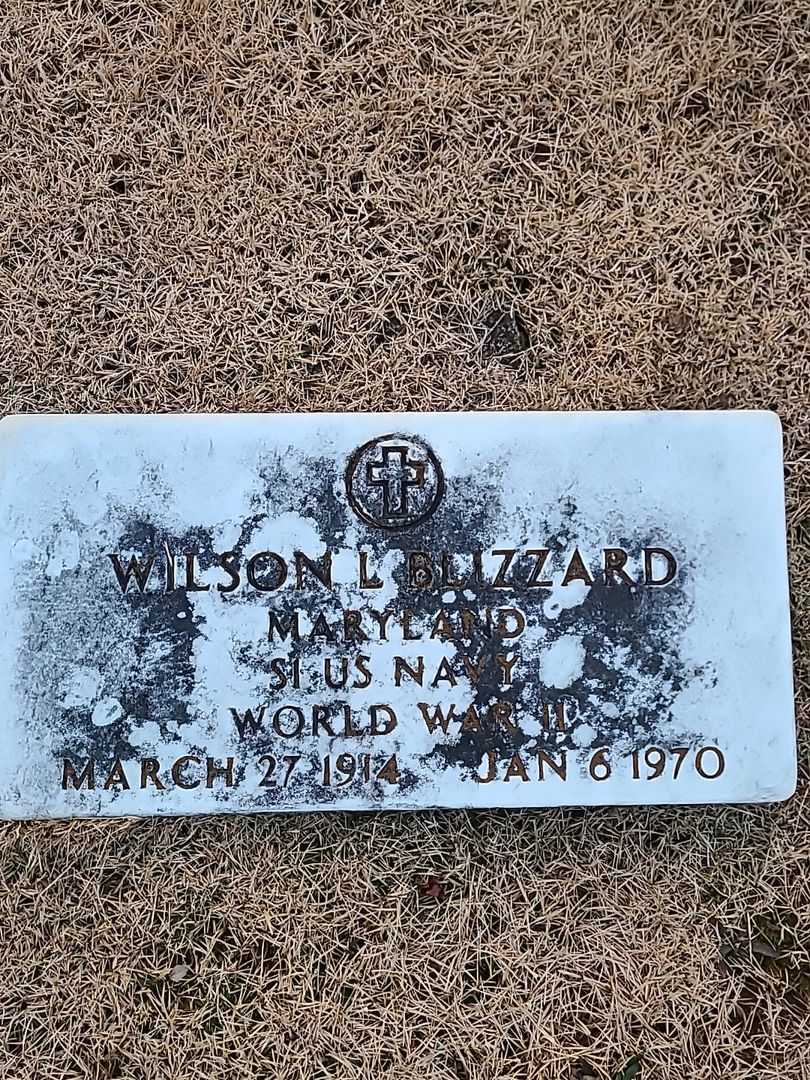 WILSON L BLIZZARD
MARYLAND
S1 US NAVY
WORLD WAR II
MARCH 27 1914 JAN 6 1970